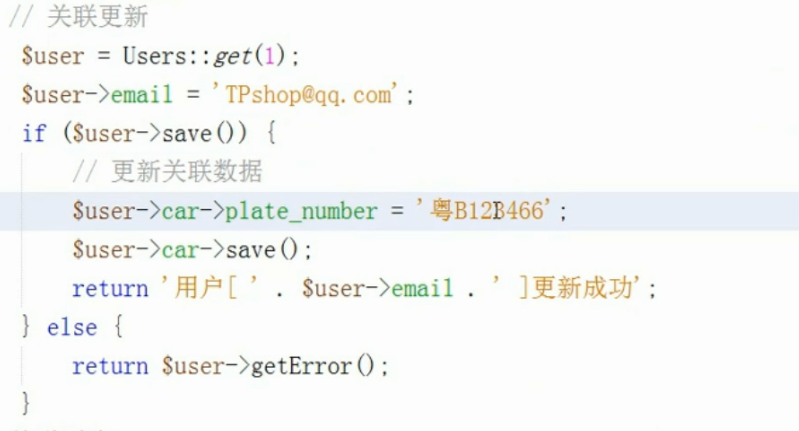 // 关联更新
$user = Users::get(1);
$user->email = 'TPshop@qq.com';
if ($user->save()) {
// 更新关联数据
$user->car->plate_number = '粤B123466';
$user->car->save();
return '用户[ ' . $user->email . ' ]更新成功';
} else {
return $user->getError();
}